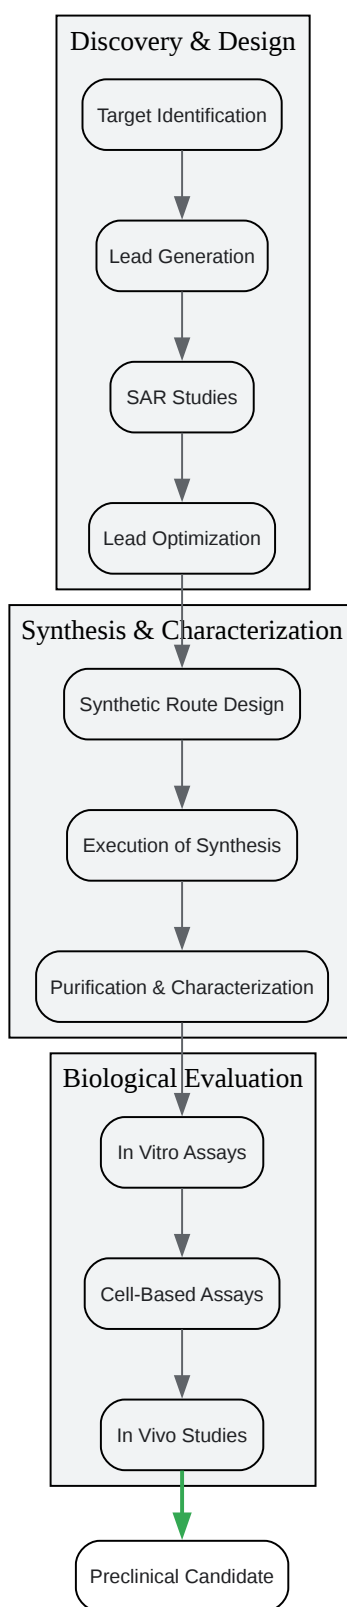 Discovery & Design
Target Identification
Lead Generation
SAR Studies
Lead Optimization
Synthesis & Characterization
Synthetic Route Design
Execution of Synthesis
Purification & Characterization
Biological Evaluation
In Vitro Assays
Cell-Based Assays
In Vivo Studies
Preclinical Candidate